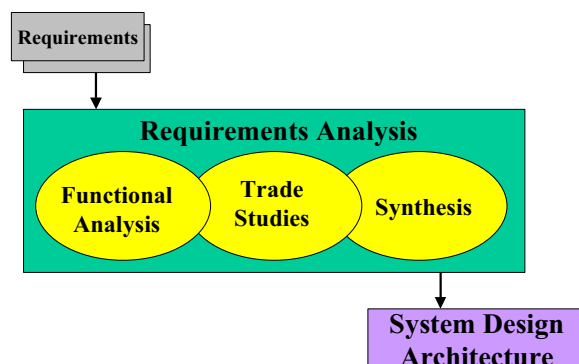 Requirements
Requirements Analysis
Functional
Analysis
Trade
Studies
Synthesis
System Design
Architecture